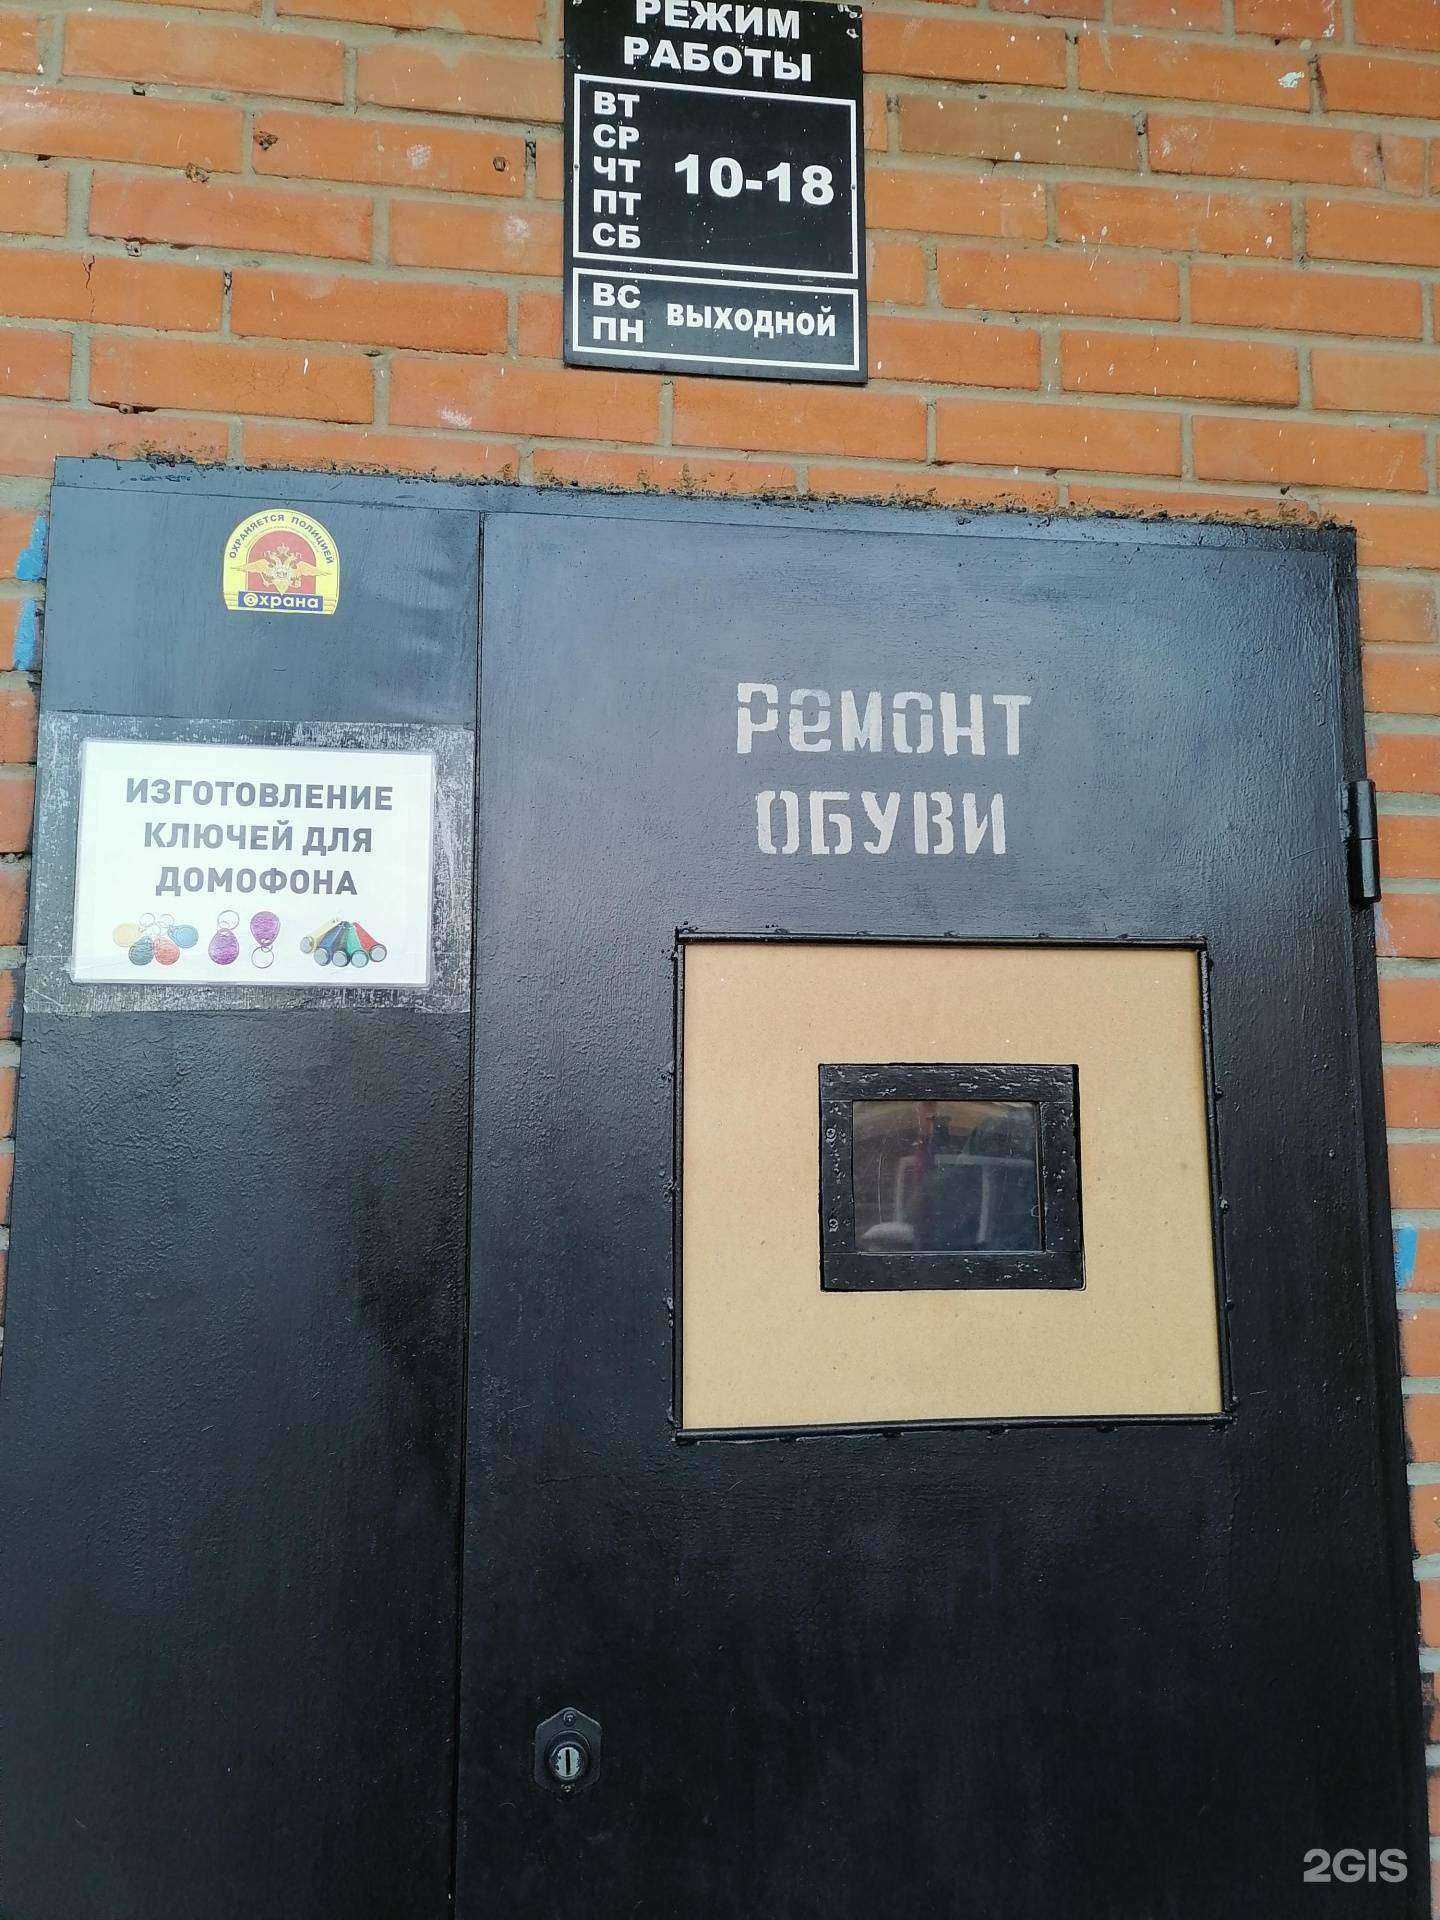 РЕЖИМ
РАБОТЫ
ВТ
СР
ЧТ
ПТ
СБ
10-18
ВС
ПН
ВЫХОДНОЙ
ОХРАНЯЕТСЯ ПОЛИЦИЕЙ
охрана
РЕМОНТ
ОБУВИ
ИЗГОТОВЛЕНИЕ
КЛЮЧЕЙ ДЛЯ
ДОМОФОНА
2GIS